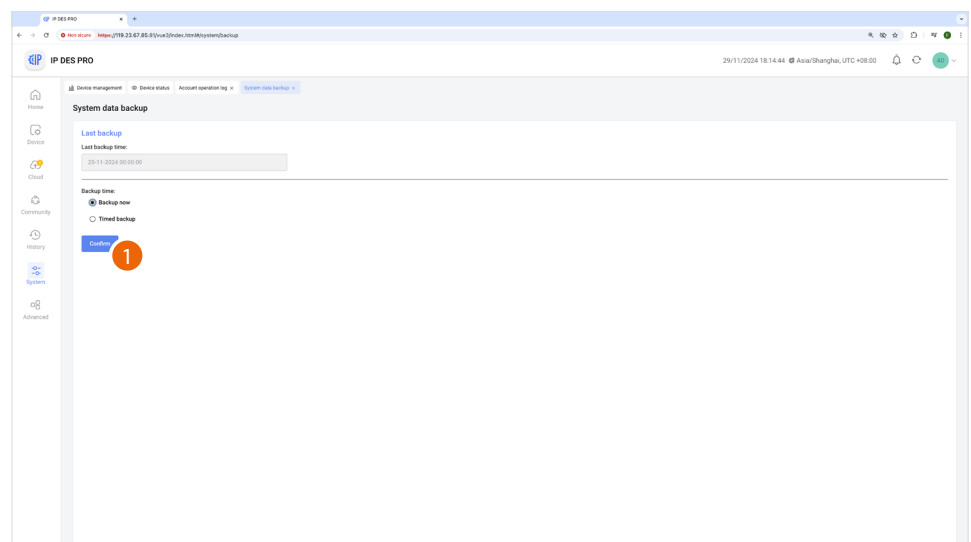 IP DES PRO
Non sicuro https://119.23.67.85:81/vue3/index.html#/system/backup
IP DES PRO
29/11/2024 18:14:44 Asia/Shanghai, UTC +08:00
AD
Device management Device status Account operation log × System data backup ×
Home
Device
Cloud
Community
History
System
Advanced
System data backup
Last backup
Last backup time:
25-11-2024 00:00:00
Backup time:
Backup now
Timed backup
Confirm
1